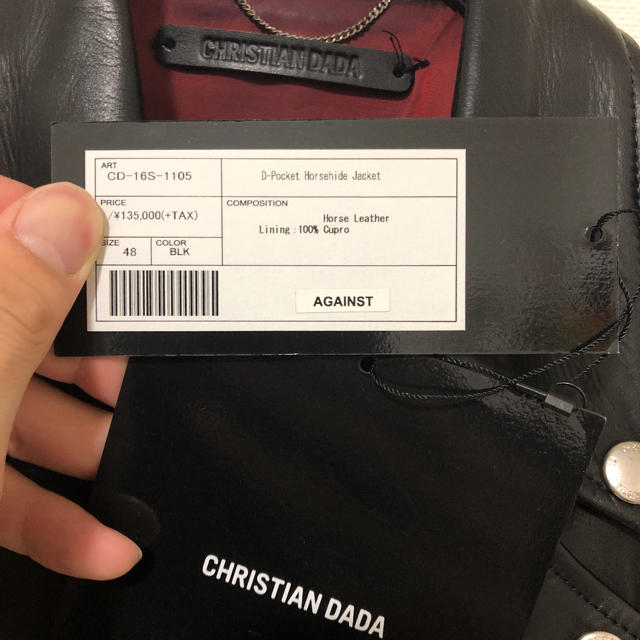 CHRISTIAN DADA
ART
CD-16S-1105
D-Pocket Horsehide Jacket
PRICE
/¥135,000(+TAX)
COMPOSITION
Horse Leather
Lining:100% Cupro
SIZE
48
COLOR
BLK
AGAINST
CHRISTIAN DADA